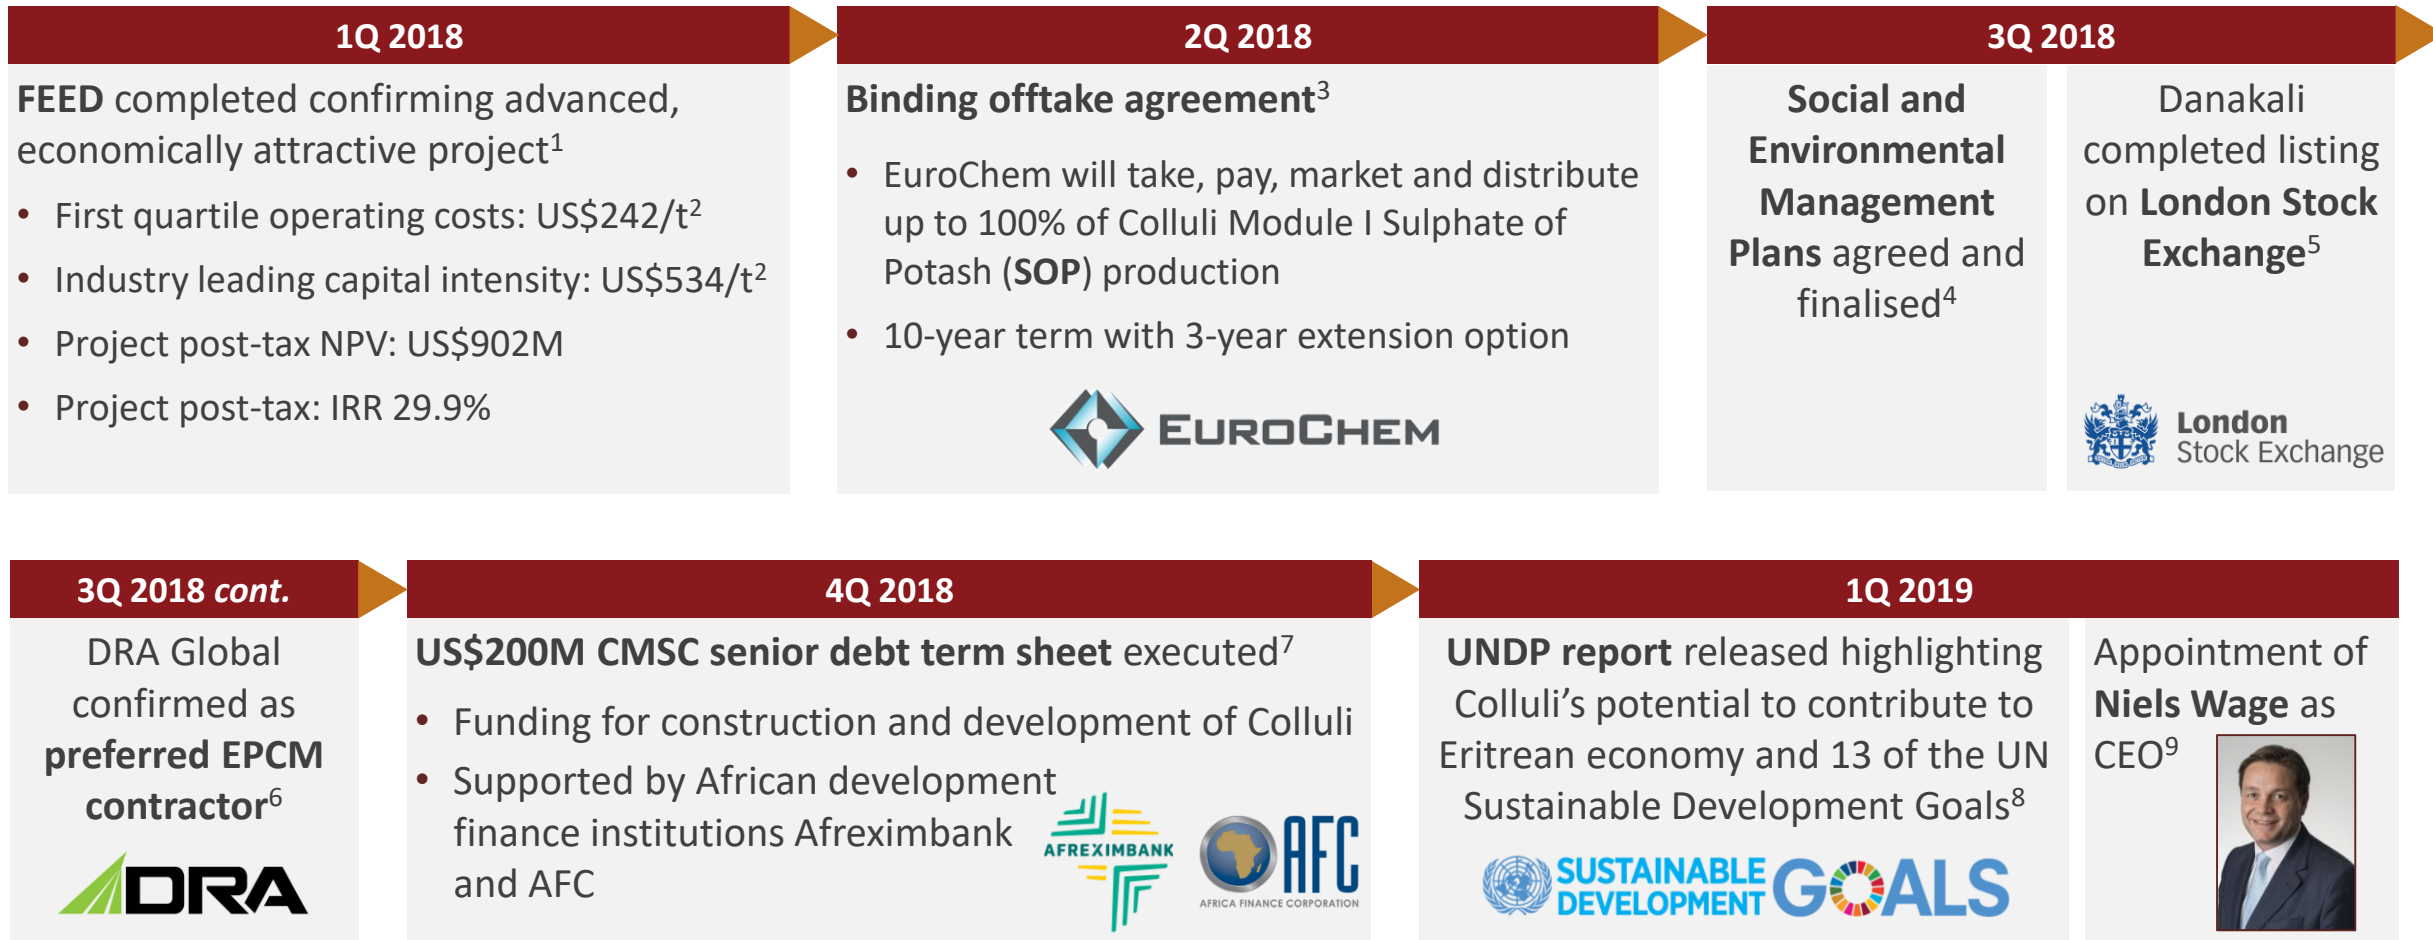 1Q 2018
FEED completed confirming advanced,
economically attractive project¹
• First quartile operating costs: US$242/t²
• Industry leading capital intensity: US$534/t²
• Project post-tax NPV: US$902M
• Project post-tax: IRR 29.9%
2Q 2018
Binding offtake agreement³
• EuroChem will take, pay, market and distribute
up to 100% of Colluli Module I Sulphate of
Potash (SOP) production
• 10-year term with 3-year extension option
EUROCHEM
3Q 2018
Social and
Environmental
Management
Plans agreed and
finalised⁴
Danakali
completed listing
on London Stock
Exchange⁵
London
Stock Exchange
3Q 2018 cont.
DRA Global
confirmed as
preferred EPCM
contractor⁶
DRA
4Q 2018
US$200M CMSC senior debt term sheet executed⁷
• Funding for construction and development of Colluli
• Supported by African development
finance institutions Afreximbank
and AFC
AFREXIMBANK
AFC
AFRICA FINANCE CORPORATION
1Q 2019
UNDP report released highlighting
Colluli’s potential to contribute to
Eritrean economy and 13 of the UN
Sustainable Development Goals⁸
SUSTAINABLE
DEVELOPMENT
GOALS
Appointment of
Niels Wage as
CEO⁹